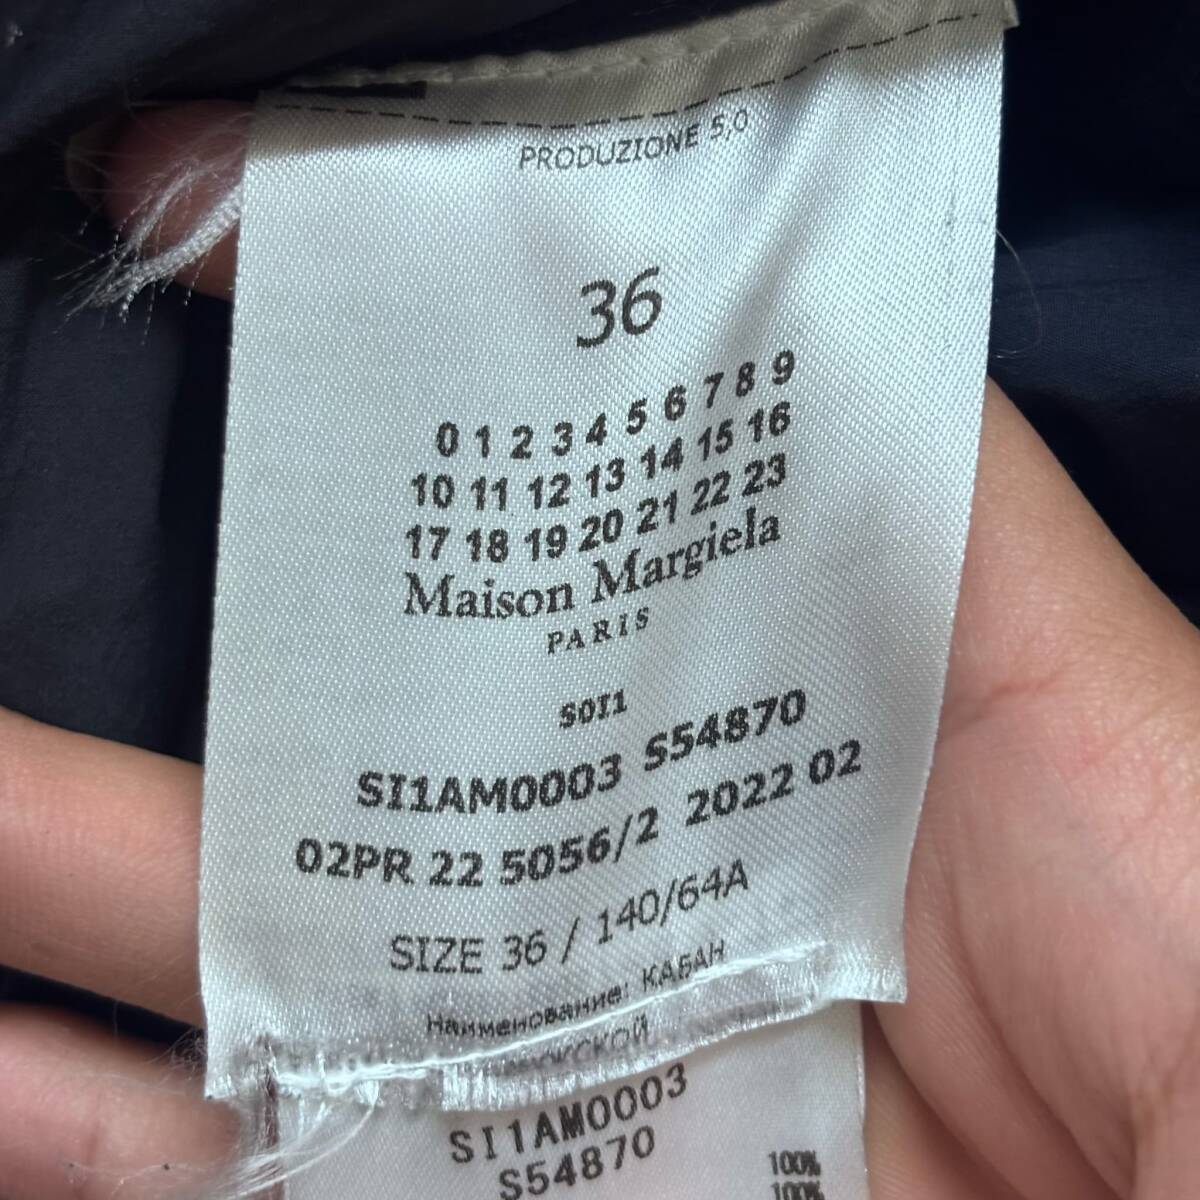 PRODUZIONE 5.0
36
0 1 2 3 4 5 6 7 8 9
10 11 12 13 14 15 16
17 18 19 20 21 22 23
Maison Margiela
PARIS
S0I1
SI1AM0003 S54870
02PR 22 5056/2 2022 02
SIZE 36 / 140/64A
Наименование: КАБАН
SI1AM0003
S54870
100%
100%